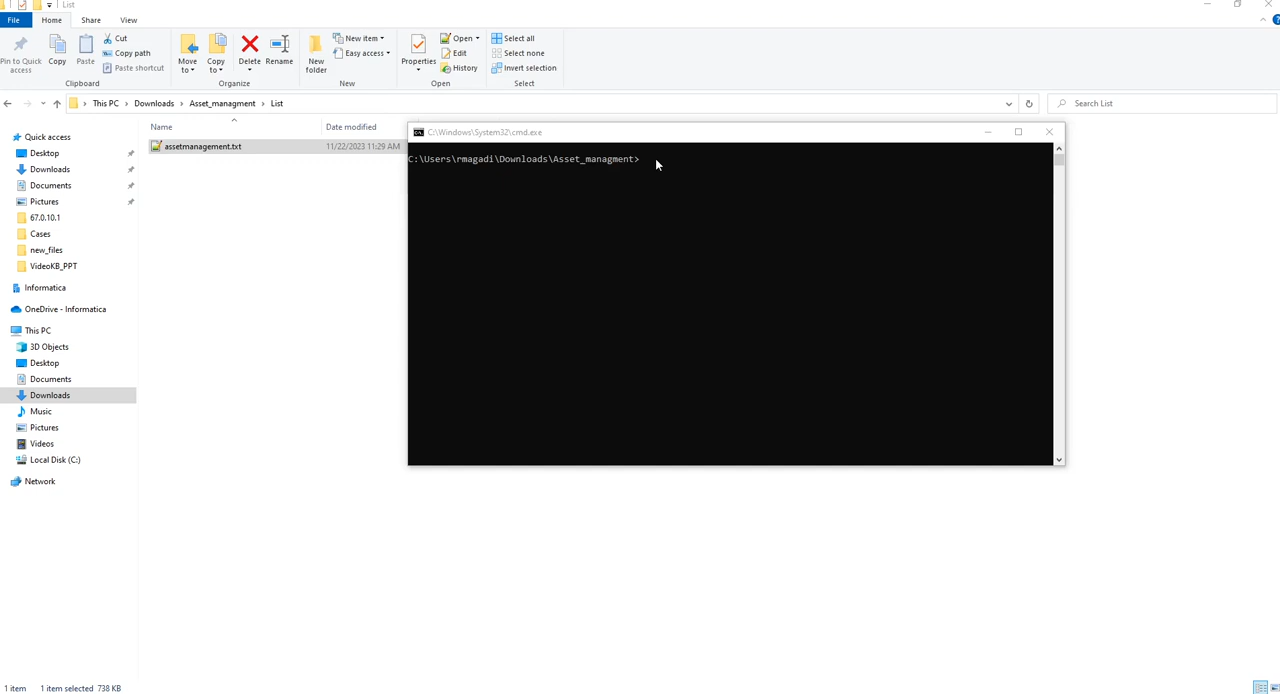 List
File
Home
Share
View
Pin to Quick access
Copy
Paste
Cut
Copy path
Paste shortcut
Clipboard
Move to
Copy to
Delete
Rename
Organize
New folder
New item
Easy access
New
Properties
Open
Edit
History
Open
Select all
Select none
Invert selection
Select
This PC › Downloads › Asset_managment › List
Search List
Name
Date modified
assetmanagement.txt
11/22/2023 11:29 AM
Quick access
Desktop
Downloads
Documents
Pictures
67.0.10.1
Cases
new_files
VideoKB_PPT
Informatica
OneDrive - Informatica
This PC
3D Objects
Desktop
Documents
Downloads
Music
Pictures
Videos
Local Disk (C:)
Network
C:\Windows\System32\cmd.exe
C:\Users\rmagadi\Downloads\Asset_managment>
1 item
1 item selected 738 KB